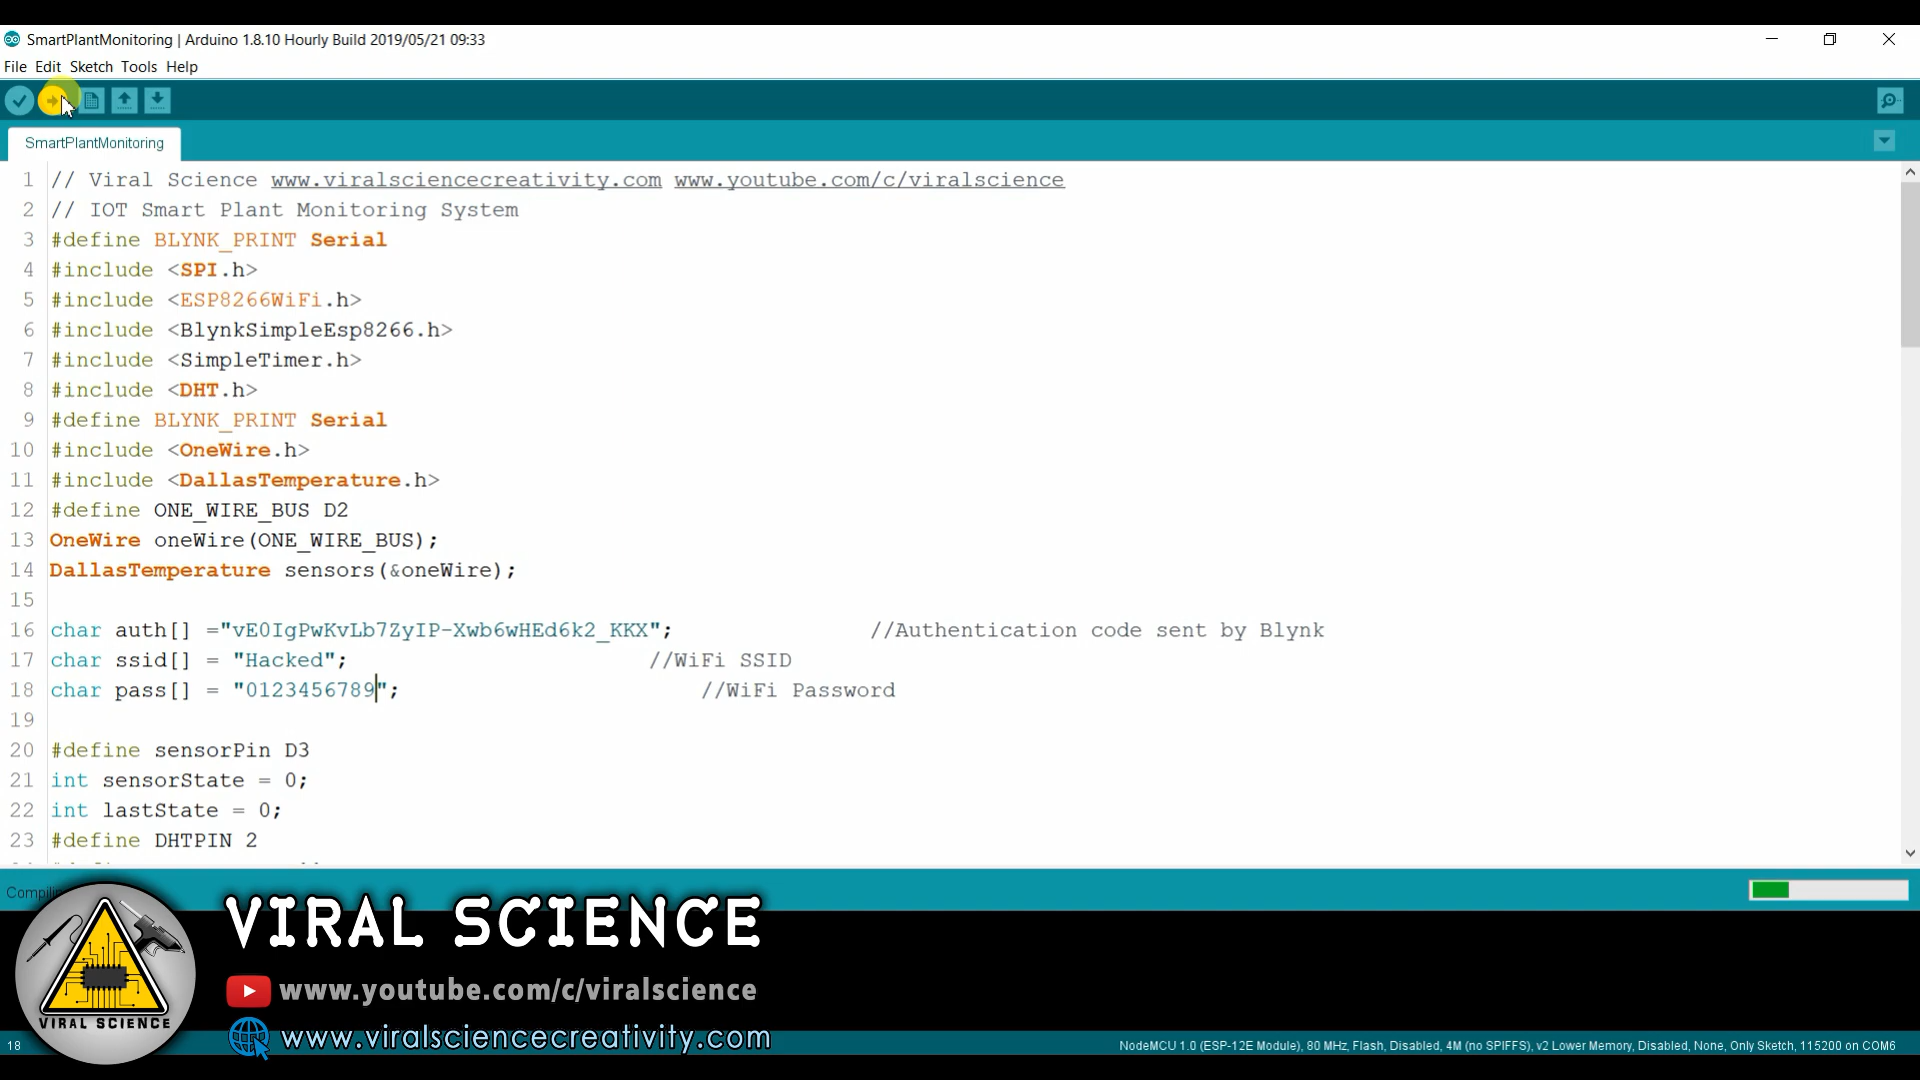 SmartPlantMonitoring | Arduino 1.8.10 Hourly Build 2019/05/21 09:33
File Edit Sketch Tools Help
SmartPlantMonitoring
1 // Viral Science www.viralsciencecreativity.com www.youtube.com/c/viralscience
2 // IOT Smart Plant Monitoring System
3 #define BLYNK_PRINT Serial
4 #include <SPI.h>
5 #include <ESP8266WiFi.h>
6 #include <BlynkSimpleEsp8266.h>
7 #include <SimpleTimer.h>
8 #include <DHT.h>
9 #define BLYNK_PRINT Serial
10 #include <OneWire.h>
11 #include <DallasTemperature.h>
12 #define ONE_WIRE_BUS D2
13 OneWire oneWire(ONE_WIRE_BUS);
14 DallasTemperature sensors(&oneWire);
15
16 char auth[] ="vE0IgPwKvLb7ZyIP-Xwb6wHEd6k2_KKX"; //Authentication code sent by Blynk
17 char ssid[] = "Hacked"; //WiFi SSID
18 char pass[] = "0123456789"; //WiFi Password
19
20 #define sensorPin D3
21 int sensorState = 0;
22 int lastState = 0;
23 #define DHTPIN 2
VIRAL SCIENCE
www.youtube.com/c/viralscience
VIRAL SCIENCE
www.viralsciencecreativity.com
18 NodeMCU 1.0 (ESP-12E Module), 80 MHz, Flash, Disabled, 4M (no SPIFFS), v2 Lower Memory, Disabled, None, Only Sketch, 115200 on COM6